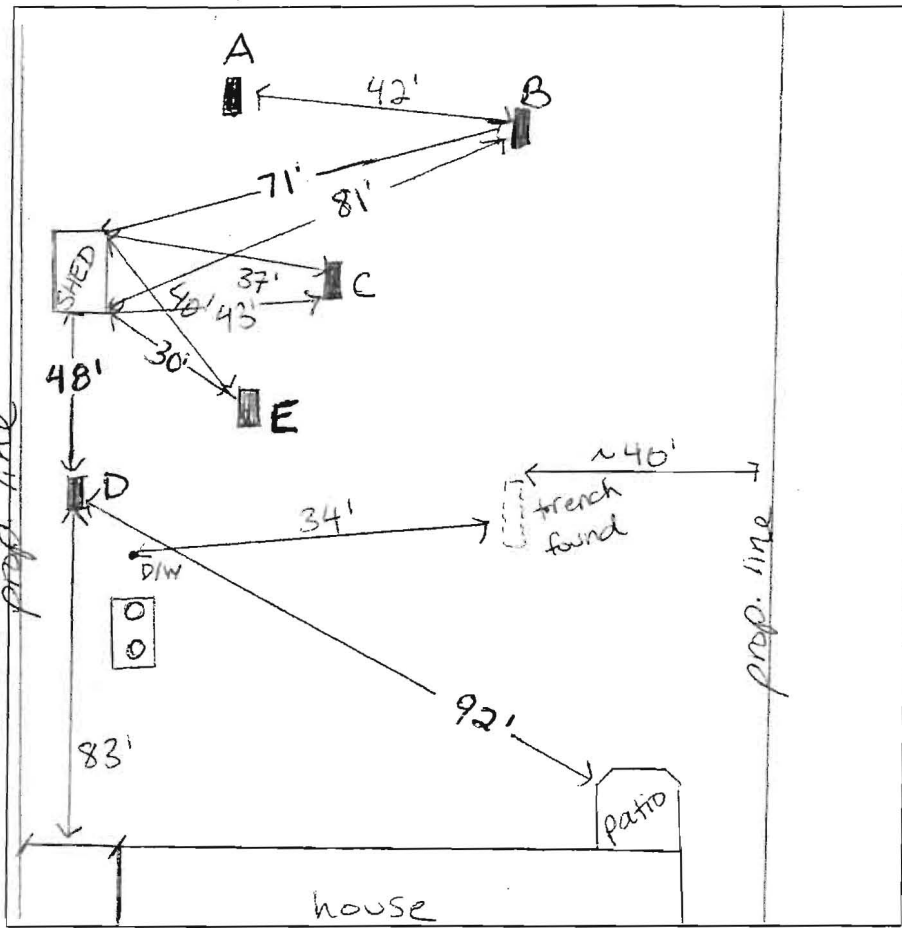 A
42'
B
71'
81'
SHED
37'
C
40'
43'
30'
48'
E
prop. line
D
34'
~40'
trench
found
D/W
prop. line
92'
83'
patio
house